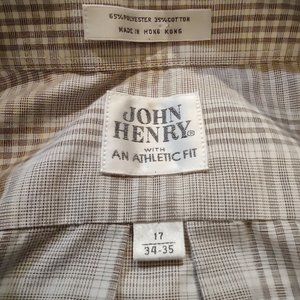 65% POLYESTER 35% COTTON
MADE IN HONG KONG
JOHN
HENRY®
WITH
AN ATHLETIC FIT
17
34-35